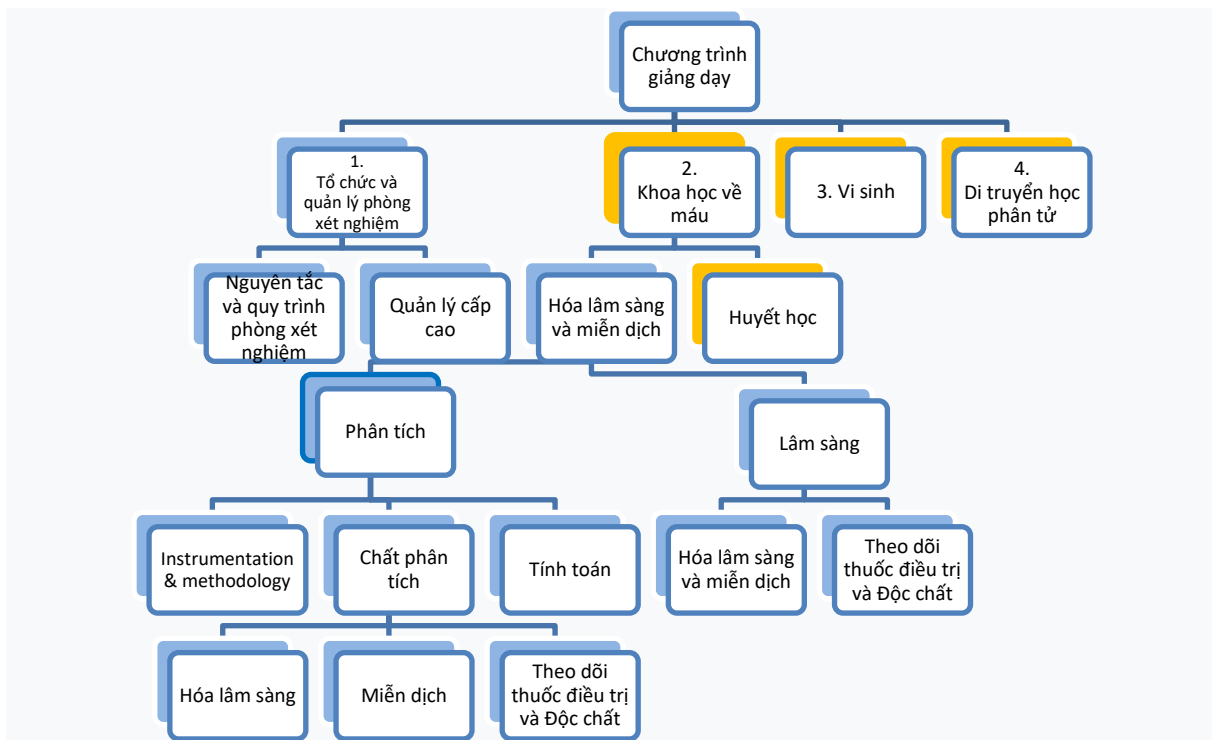 Chương trình
giảng dạy
1.
Tổ chức và
quản lý phòng
xét nghiệm
2.
Khoa học về
máu
3. Vi sinh
4.
Di truyển học
phân tử
Nguyên tắc
và quy trình
phòng xét
nghiệm
Quản lý cấp
cao
Hóa lâm sàng
và miễn dịch
Huyết học
Phân tích
Lâm sàng
Instrumentation
& methodology
Chất phân
tích
Tính toán
Hóa lâm sàng
và miễn dịch
Theo dõi
thuốc điều trị
và Độc chất
Hóa lâm sàng
Miễn dịch
Theo dõi
thuốc điều trị
và Độc chất